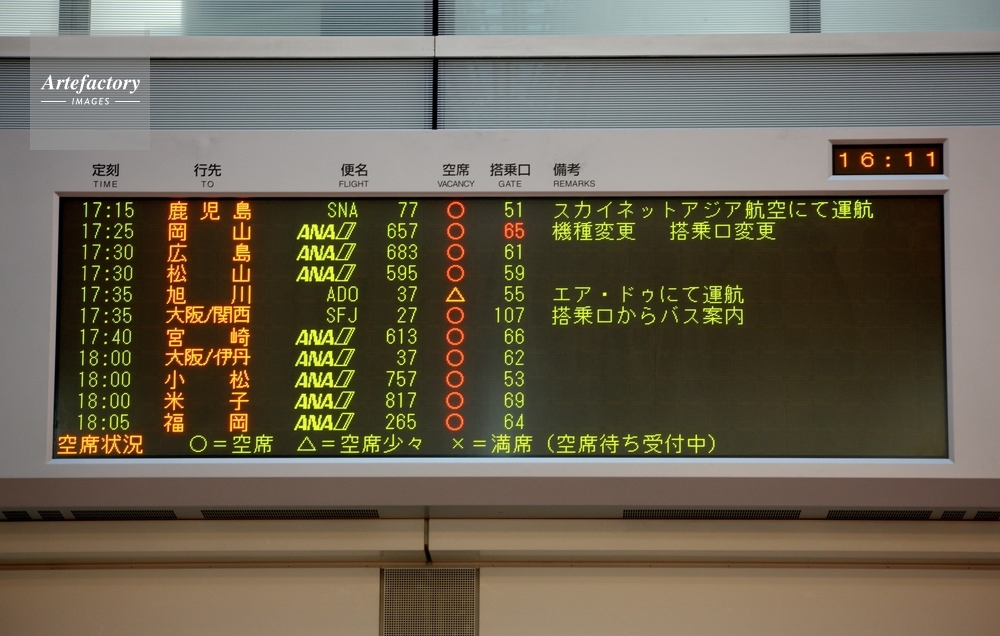 Artefactory
IMAGES
16:11
定刻 行先 便名 空席 搭乗口 備考
TIME TO FLIGHT VACANCY GATE REMARKS
17:15 鹿児島 SNA 77 ○ 51 スカイネットアジア航空にて運航
17:25 岡山 ANA 657 ○ 65 機種変更 搭乗口変更
17:30 広島 ANA 683 ○ 61
17:30 松山 ANA 595 ○ 59
17:35 旭川 ADO 37 △ 55 エア・ドゥにて運航
17:35 大阪/関西 SFJ 27 ○ 107 搭乗口からバス案内
17:40 宮崎 ANA 613 ○ 66
18:00 大阪/伊丹 ANA 37 ○ 62
18:00 小松 ANA 757 ○ 53
18:00 米子 ANA 817 ○ 69
18:05 福岡 ANA 265 ○ 64
空席状況 ○=空席 △=空席少々 ×=満席(空席待ち受付中)